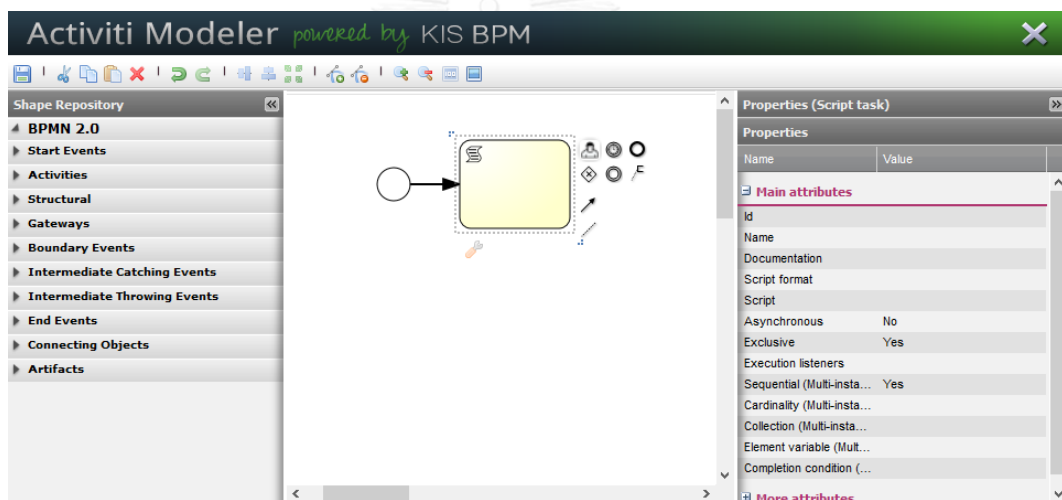 Activiti Modeler powered by KIS BPM
Shape Repository
BPMN 2.0
Start Events
Activities
Structural
Gateways
Boundary Events
Intermediate Catching Events
Intermediate Throwing Events
End Events
Connecting Objects
Artifacts
Properties (Script task)
Properties
Name Value
Main attributes
Id
Name
Documentation
Script format
Script
Asynchronous No
Exclusive Yes
Execution listeners
Sequential (Multi-insta... Yes
Cardinality (Multi-insta...
Collection (Multi-insta...
Element variable (Mult...
Completion condition (...
More attributes